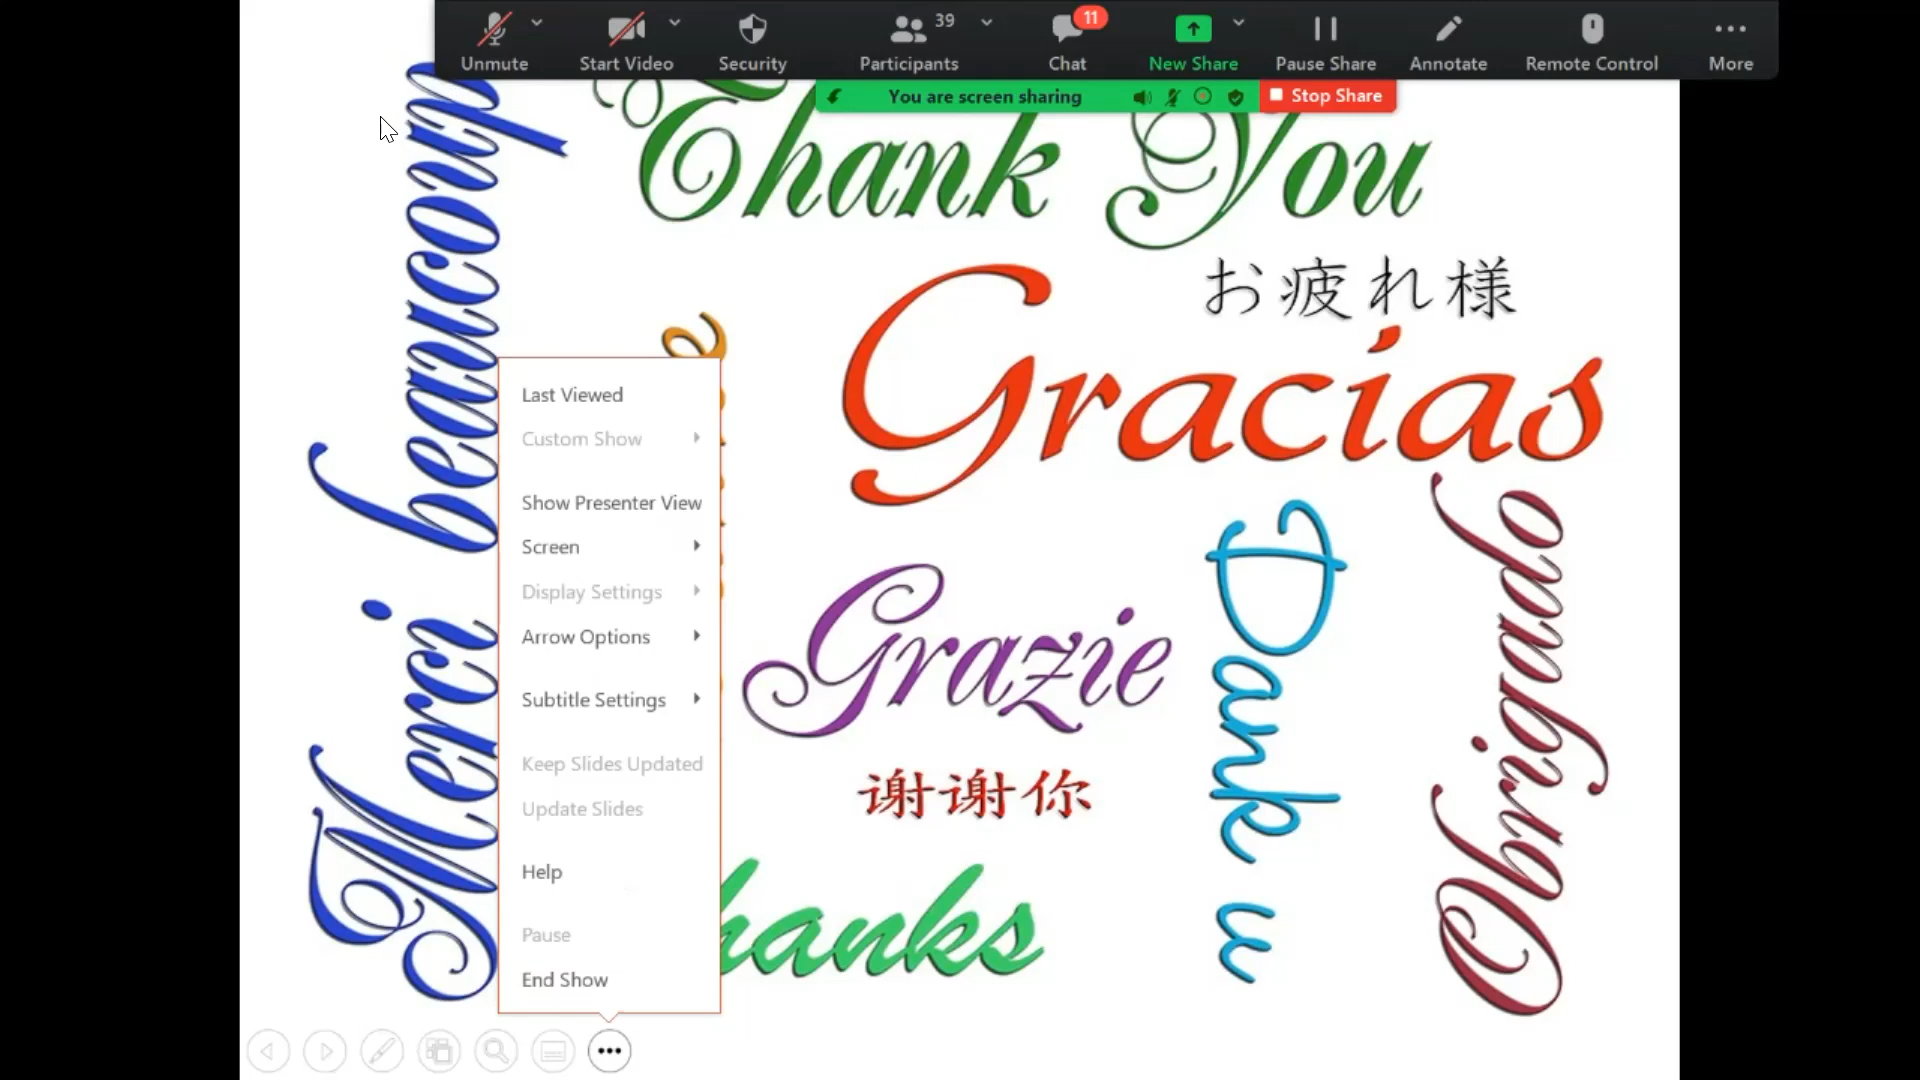 39
11
Unmute
Start Video
Security
Participants
Chat
New Share
Pause Share
Annotate
Remote Control
More
You are screen sharing
Stop Share
Thank You
お疲れ様
Gracias
Merci beaucoup
Last Viewed
Custom Show
Show Presenter View
Screen
Display Settings
Arrow Options
Subtitle Settings
Keep Slides Updated
Update Slides
Help
Pause
End Show
Grazie
谢谢你
Dank u
Obrigado
hanks